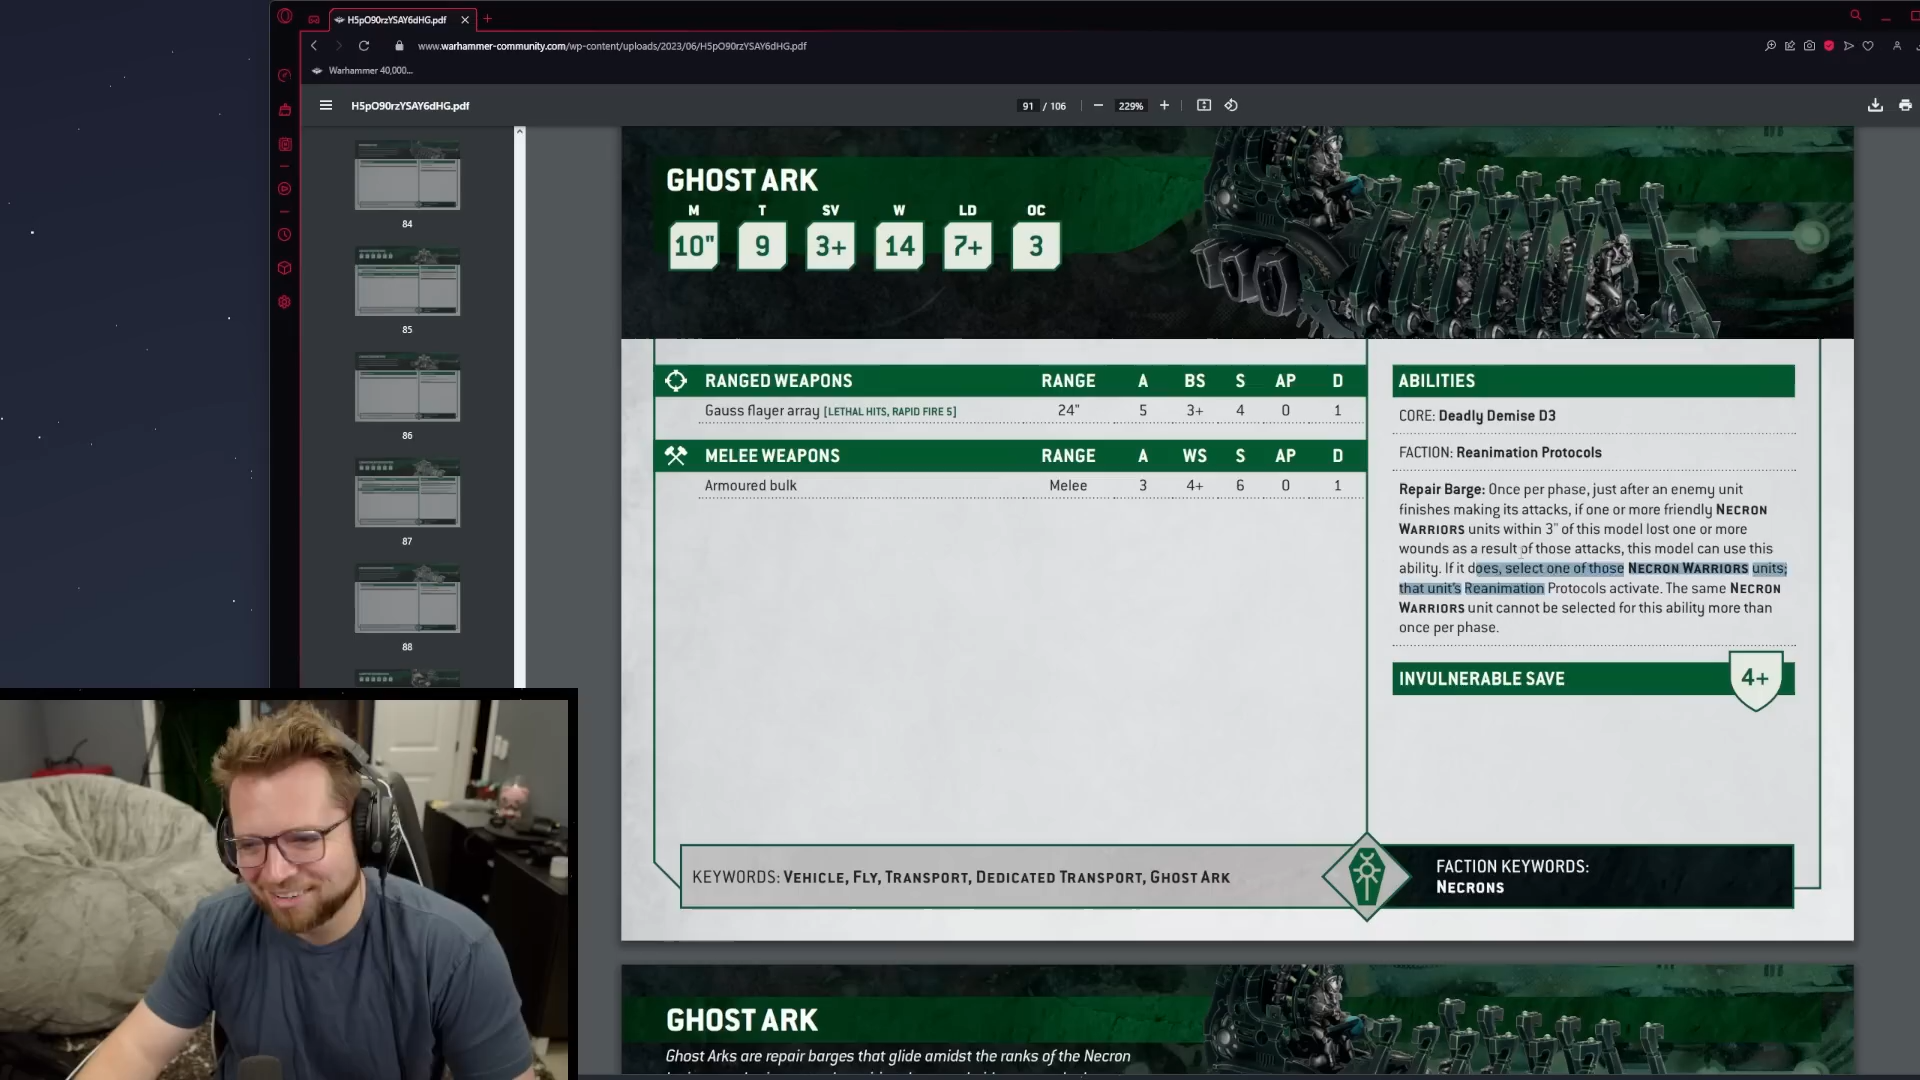 H5pO90rzYSAY6dHG.pdf
www.warhammer-community.com/wp-content/uploads/2023/06/H5pO90rzYSAY6dHG.pdf
Warhammer 40,000...
H5pO90rzYSAY6dHG.pdf
91 / 106
229%
84
85
86
87
88
GHOST ARK
M T SV W LD OC
10" 9 3+ 14 7+ 3
RANGED WEAPONS RANGE A BS S AP D
Gauss flayer array [LETHAL HITS, RAPID FIRE 5] 24" 5 3+ 4 0 1
MELEE WEAPONS RANGE A WS S AP D
Armoured bulk Melee 3 4+ 6 0 1
ABILITIES
CORE: Deadly Demise D3
FACTION: Reanimation Protocols
Repair Barge: Once per phase, just after an enemy unit
finishes making its attacks, if one or more friendly NECRON
WARRIORS units within 3" of this model lost one or more
wounds as a result of those attacks, this model can use this
ability. If it does, select one of those NECRON WARRIORS units;
that unit's Reanimation Protocols activate. The same NECRON
WARRIORS unit cannot be selected for this ability more than
once per phase.
INVULNERABLE SAVE 4+
KEYWORDS: VEHICLE, FLY, TRANSPORT, DEDICATED TRANSPORT, GHOST ARK
FACTION KEYWORDS:
NECRONS
GHOST ARK
Ghost Arks are repair barges that glide amidst the ranks of the Necron